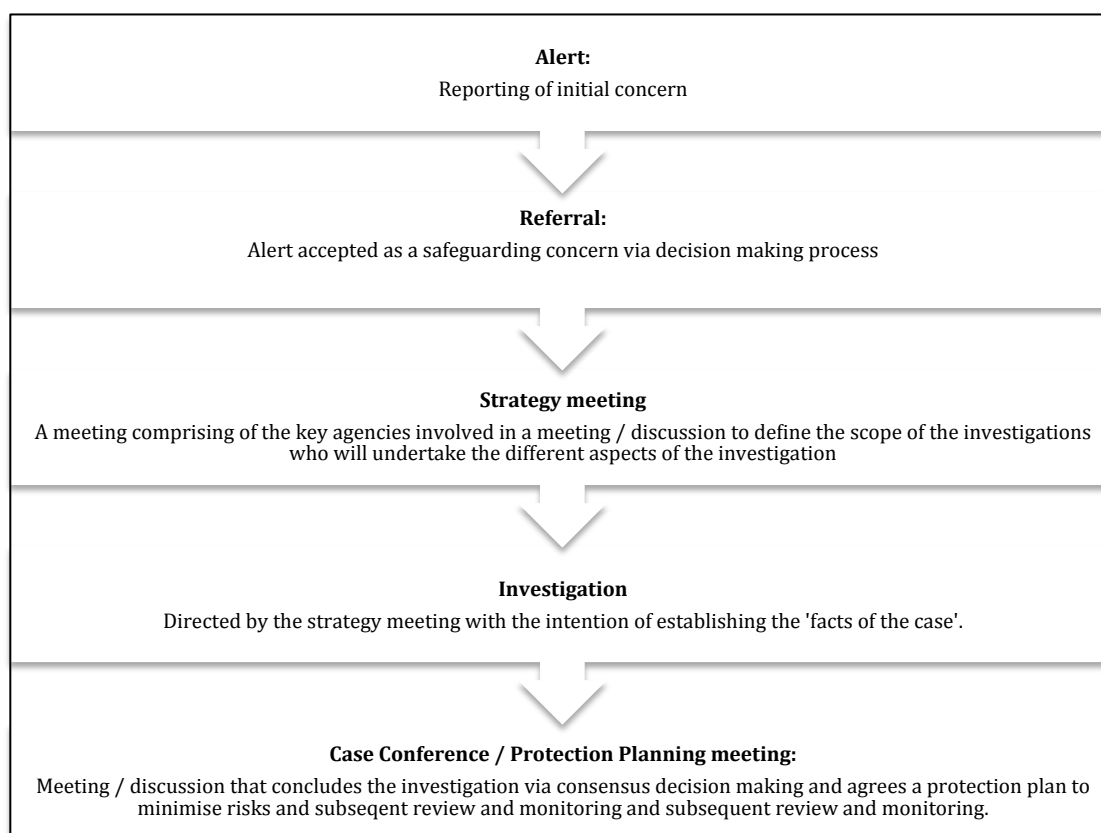 Alert:
Reporting of initial concern
Referral:
Alert accepted as a safeguarding concern via decision making process
Strategy meeting
A meeting comprising of the key agencies involved in a meeting / discussion to define the scope of the investigations
who will undertake the different aspects of the investigation
Investigation
Directed by the strategy meeting with the intention of establishing the 'facts of the case'.
Case Conference / Protection Planning meeting:
Meeting / discussion that concludes the investigation via consensus decision making and agrees a protection plan to
minimise risks and subseqent review and monitoring and subsequent review and monitoring.